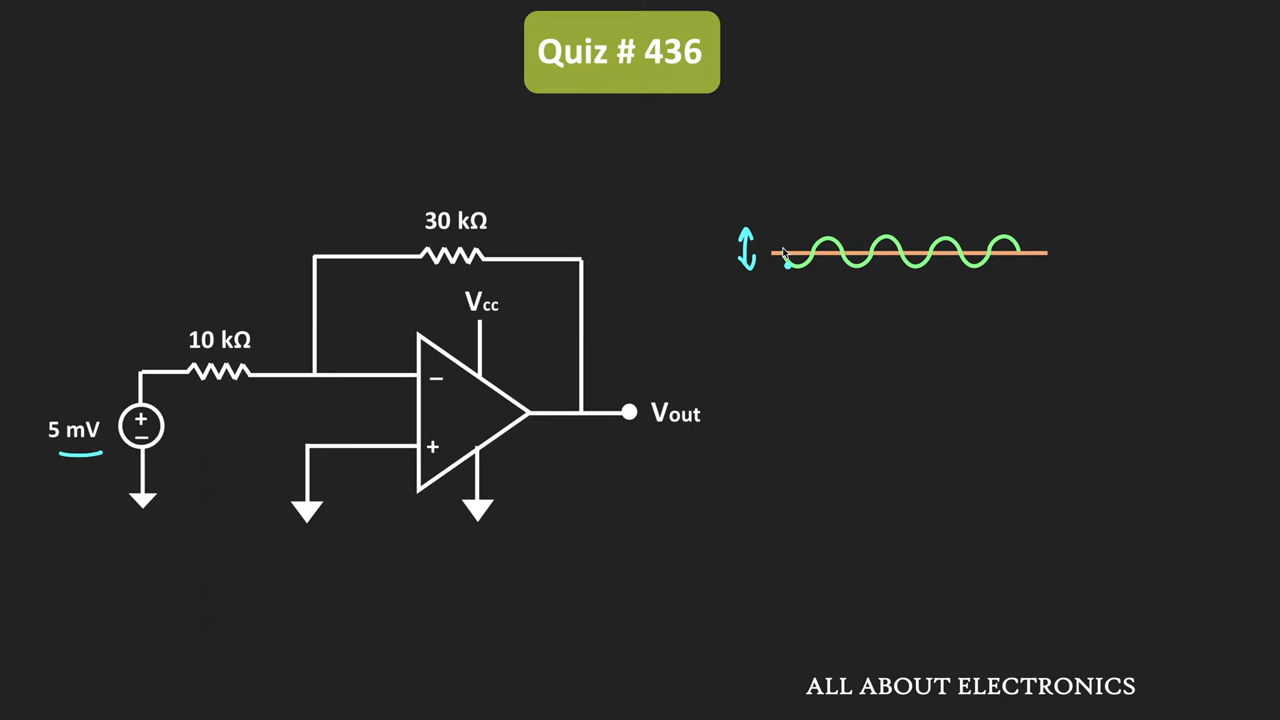 Quiz # 436
30 kΩ
Vcc
10 kΩ
−
5 mV
+
−
Vout
+
ALL ABOUT ELECTRONICS